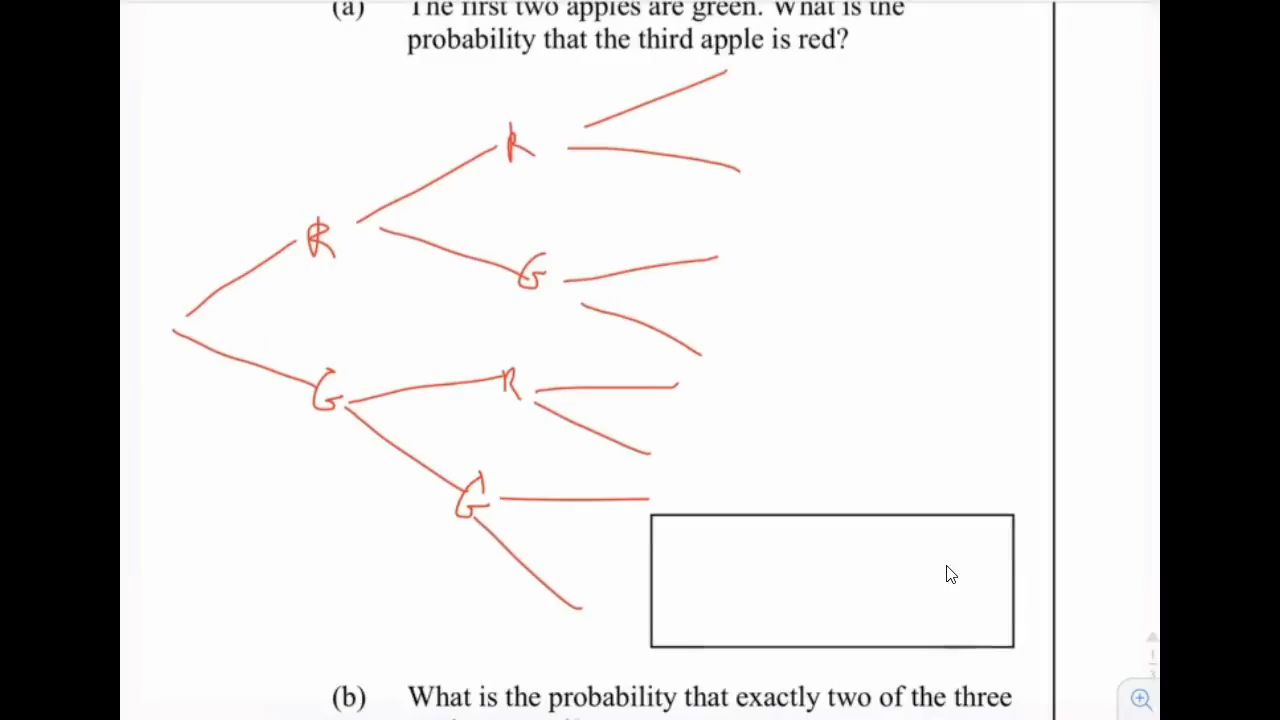 (a) The first two apples are green. What is the
probability that the third apple is red?
R
R
G
G
R
G
(b) What is the probability that exactly two of the three